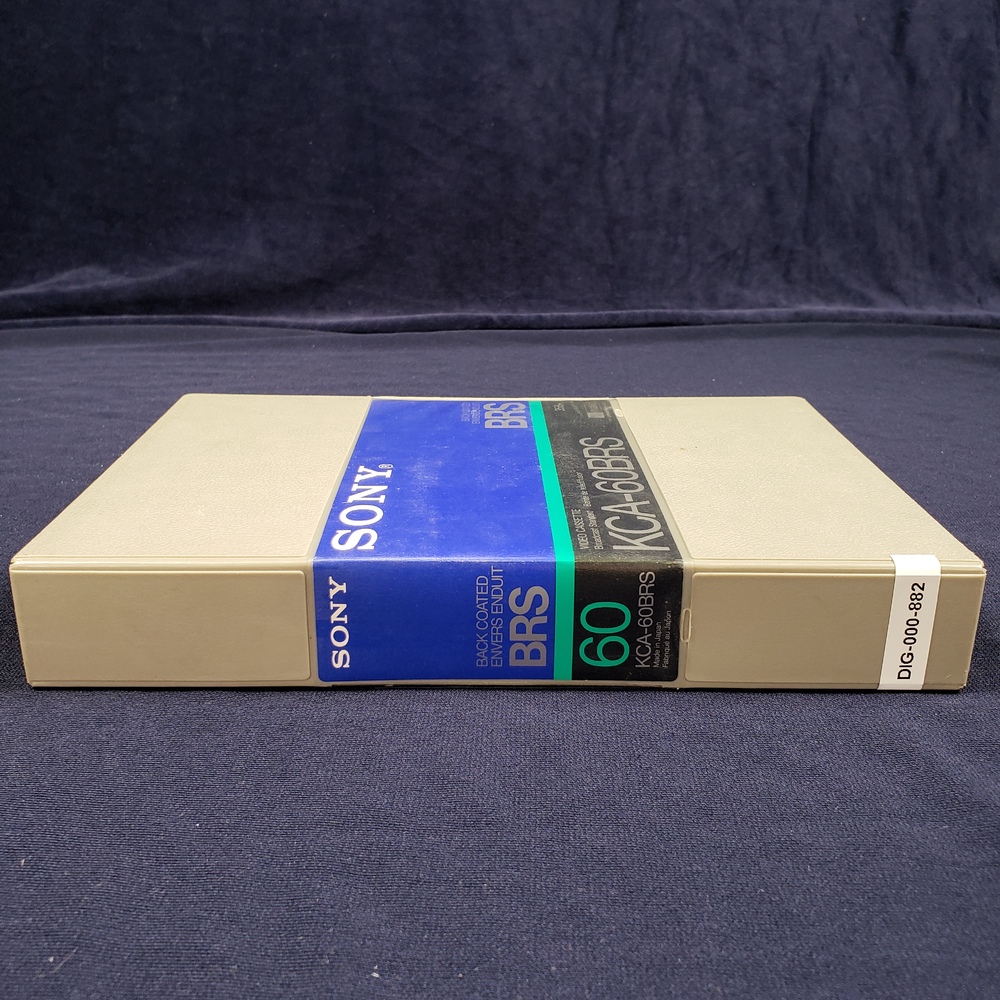 SONY®
BRS
VIDEO CASSETTE
KCA-60BRS
SONY
BACK COATED
ENVERS ENDUIT
BRS
60
KCA-60BRS
Made in Japan
Fabriqué au Japon
DIG-000-882